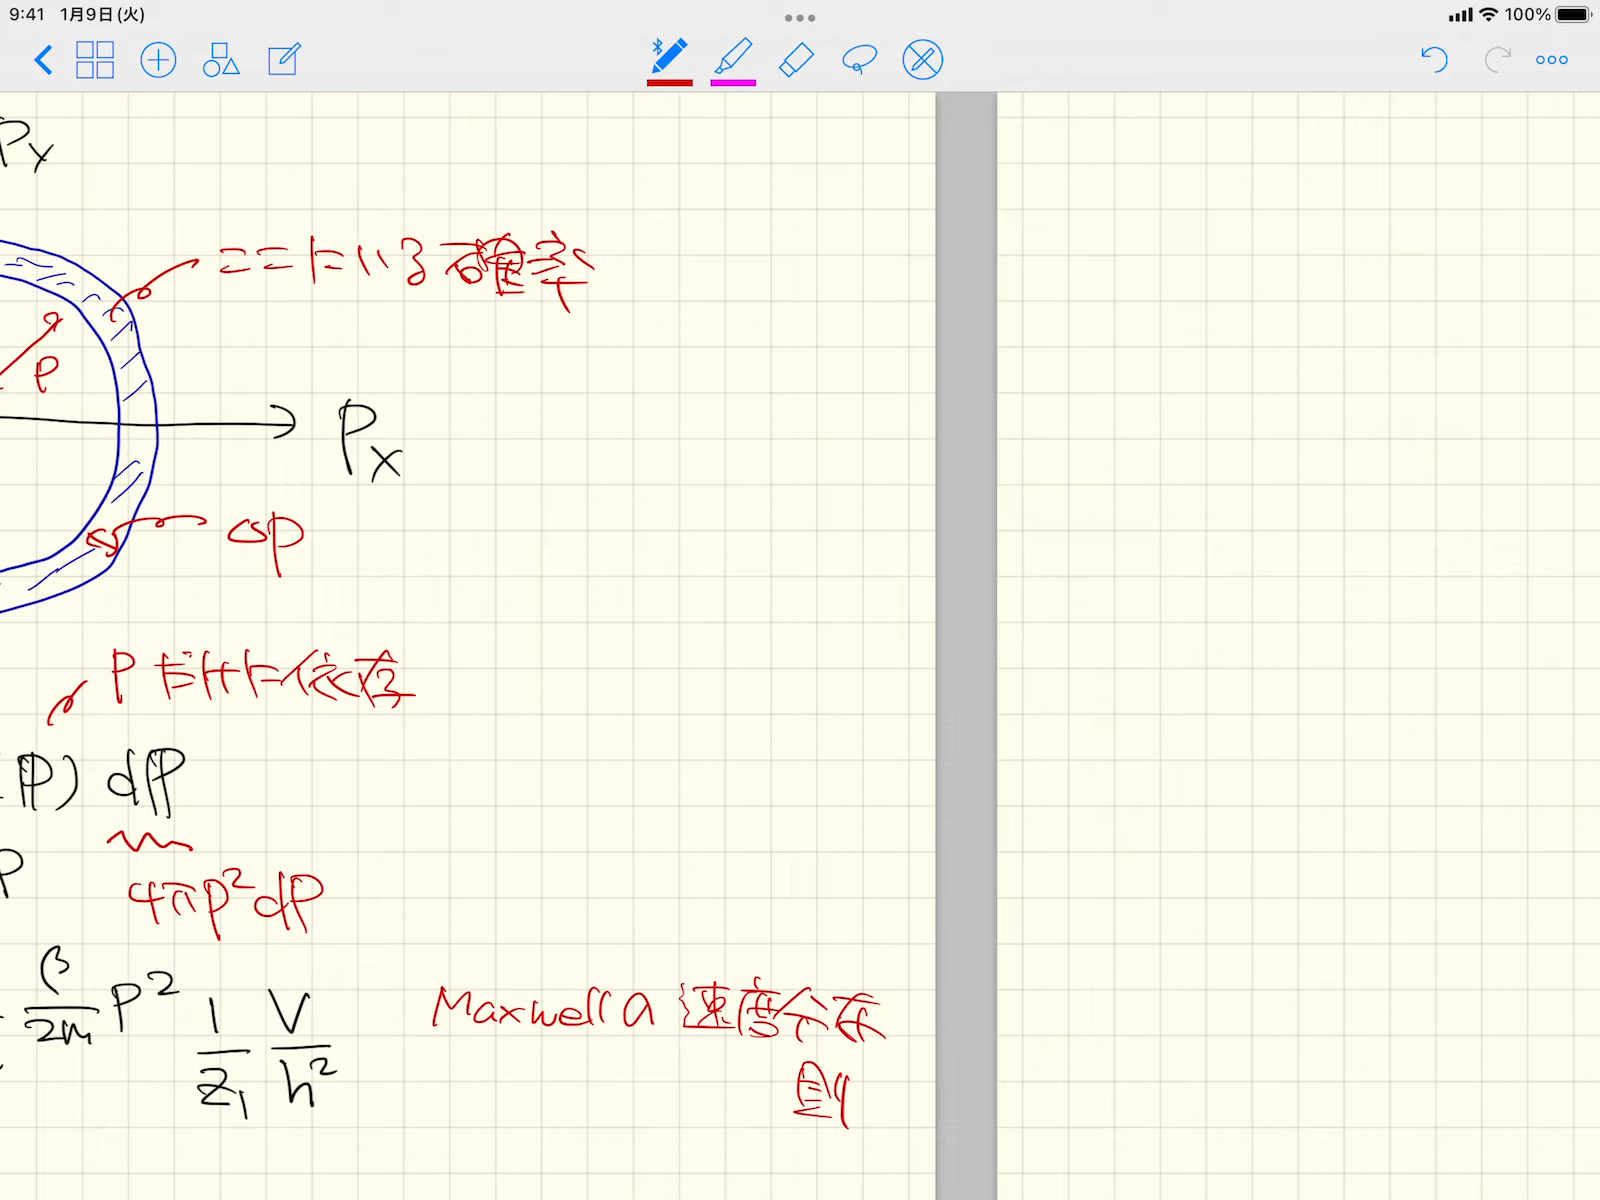 9:41 1月9日(火) 100%
Px
ここにいる確率
P
Px
dp
Pだけに依存
(P) dP
P
4πp²dP
β/2m P² 1/Z₁ V/h²
Maxwellの速度分布
則